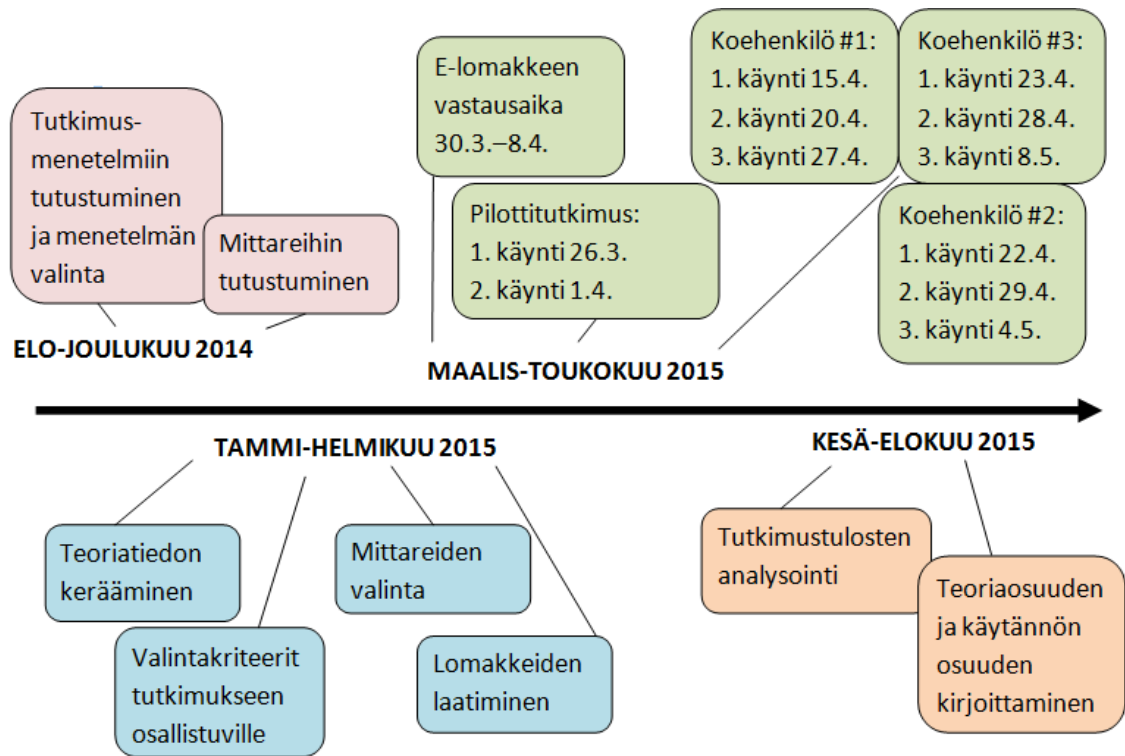 Tutkimus-
menetelmiin
tutustuminen
ja menetelmän
valinta
Mittareihin
tutustuminen
ELO-JOULUKUU 2014
E-lomakkeen
vastausaika
30.3.–8.4.
Pilottitutkimus:
1. käynti 26.3.
2. käynti 1.4.
Koehenkilö #1:
1. käynti 15.4.
2. käynti 20.4.
3. käynti 27.4.
Koehenkilö #3:
1. käynti 23.4.
2. käynti 28.4.
3. käynti 8.5.
Koehenkilö #2:
1. käynti 22.4.
2. käynti 29.4.
3. käynti 4.5.
MAALIS-TOUKOKUU 2015
TAMMI-HELMIKUU 2015
Teoriatiedon
kerääminen
Valintakriteerit
tutkimukseen
osallistuville
Mittareiden
valinta
Lomakkeiden
laatiminen
KESÄ-ELOKUU 2015
Tutkimustulosten
analysointi
Teoriaosuuden
ja käytännön
osuuden
kirjoittaminen